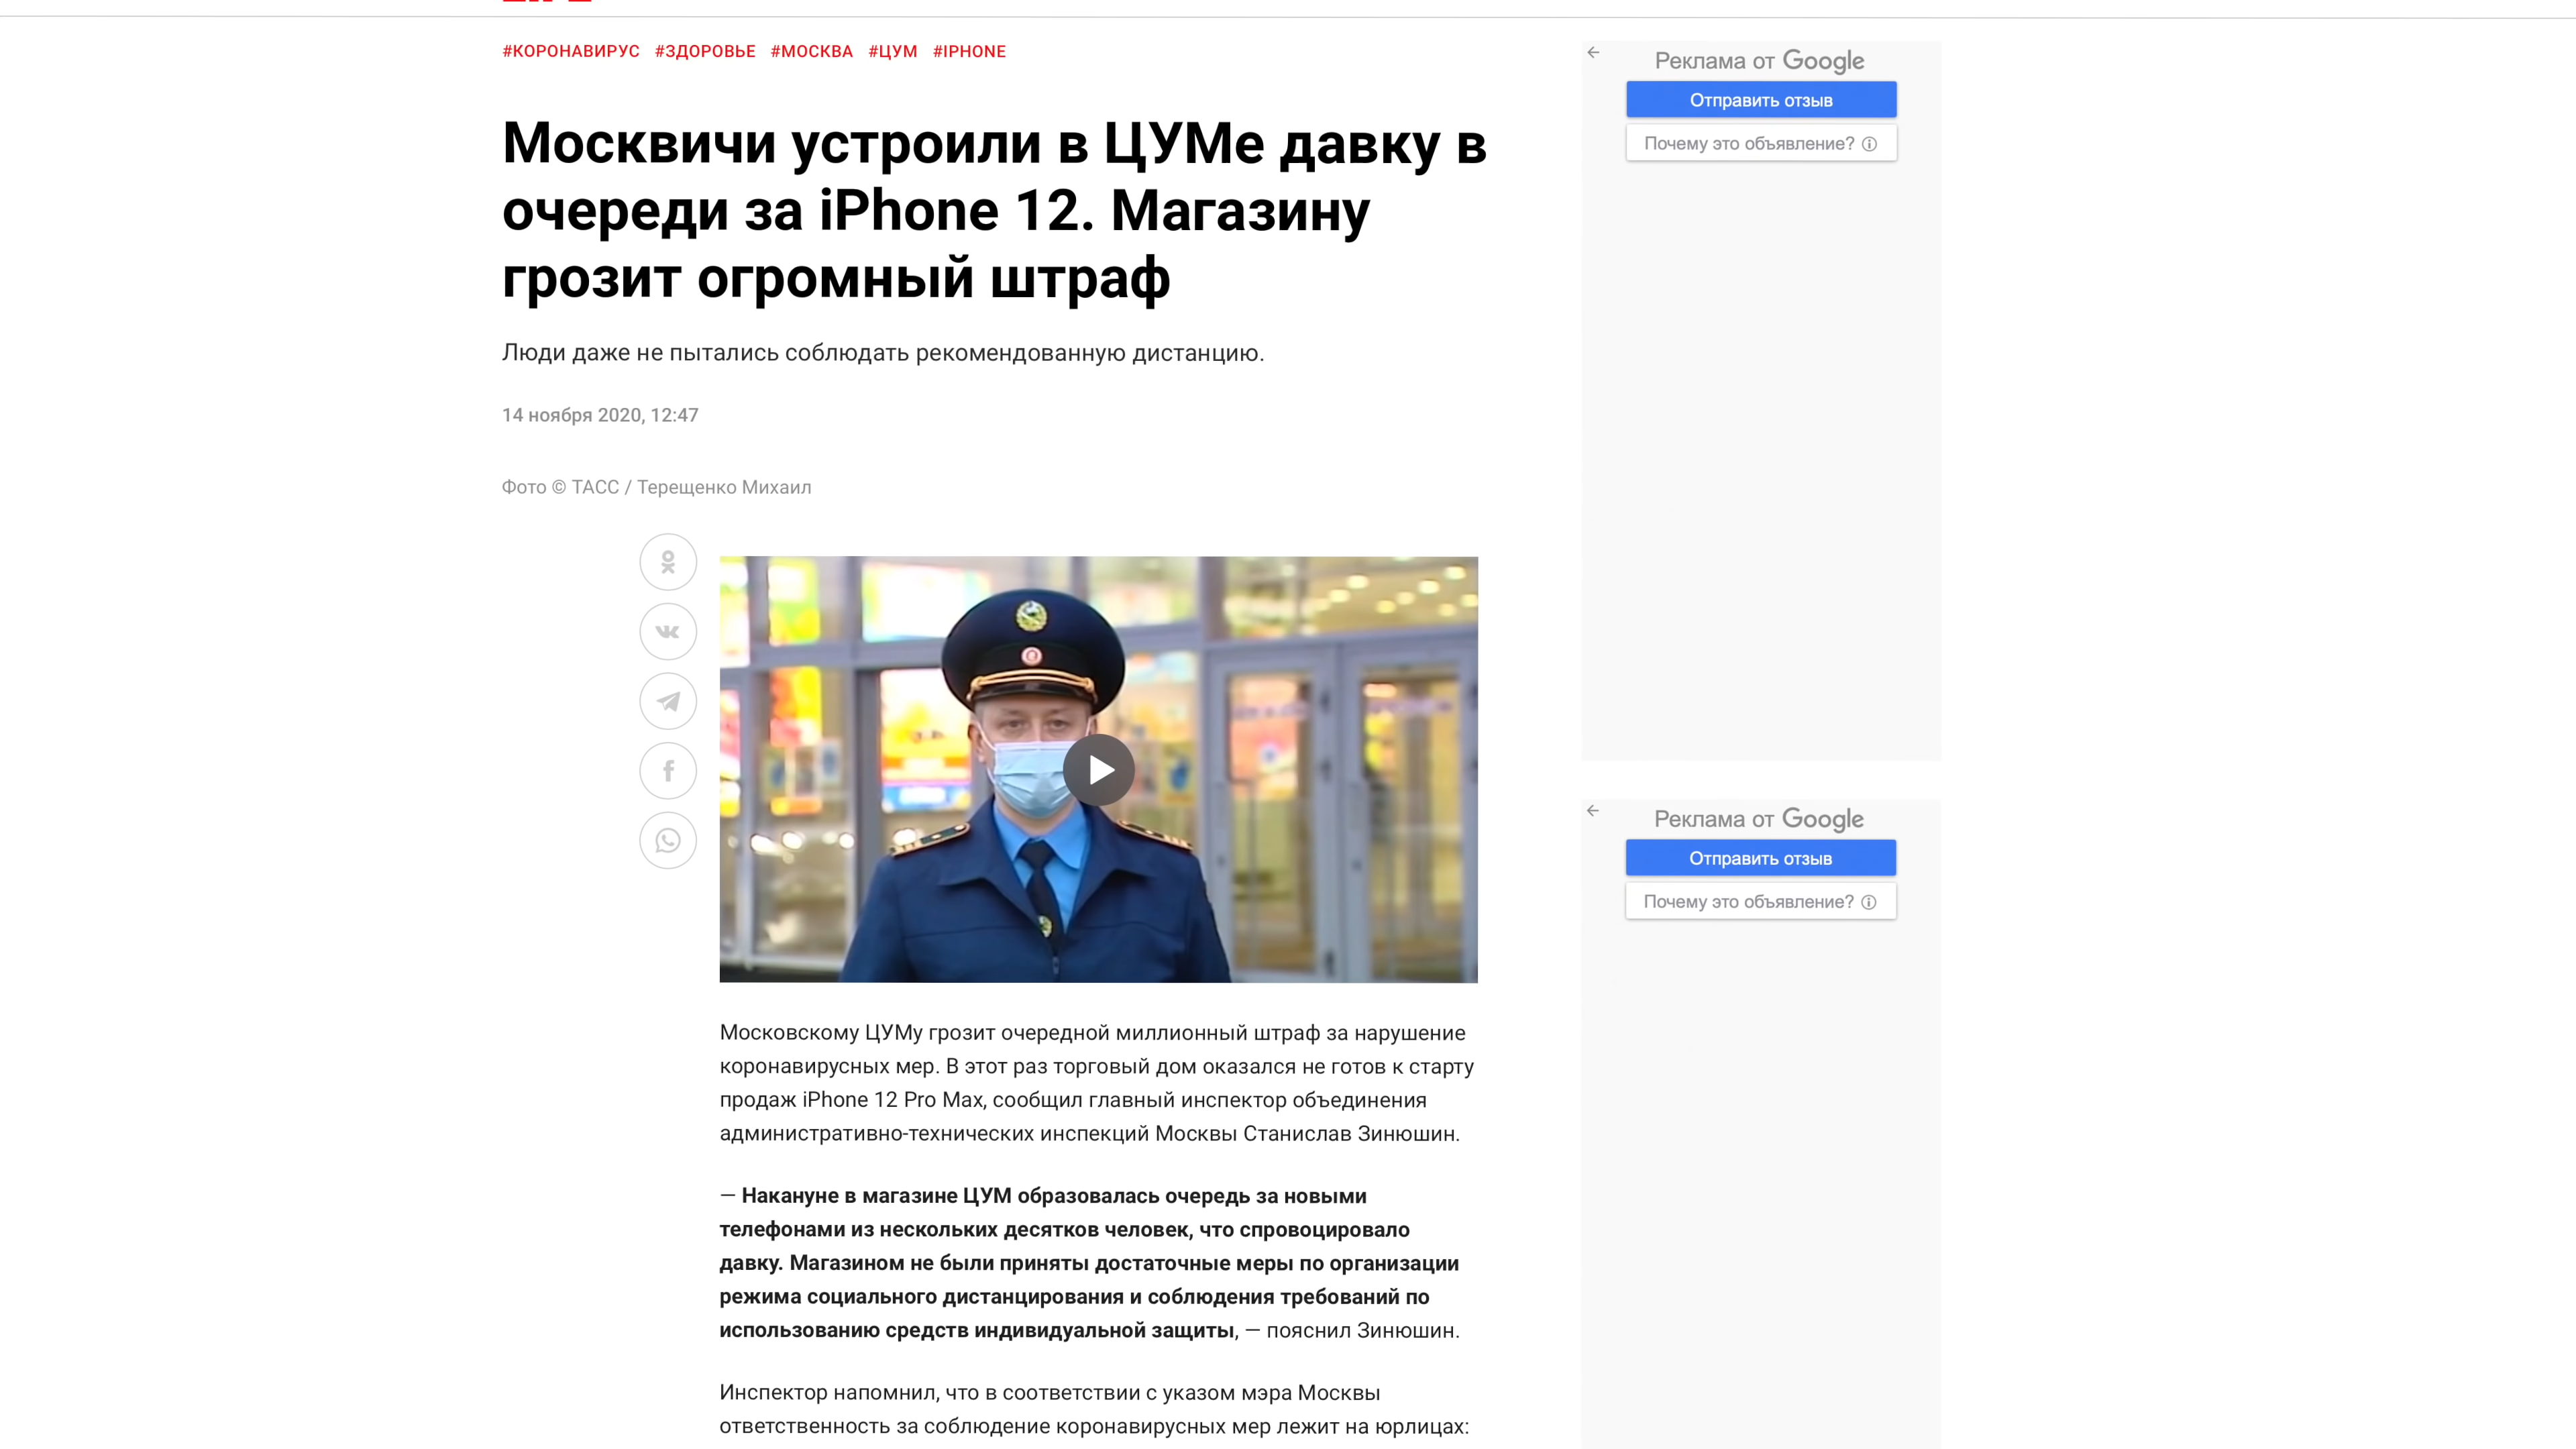 #КОРОНАВИРУС #ЗДОРОВЬЕ #МОСКВА #ЦУМ #IPHONE
Москвичи устроили в ЦУМе давку в
очереди за iPhone 12. Магазину
грозит огромный штраф
Люди даже не пытались соблюдать рекомендованную дистанцию.
14 ноября 2020, 12:47
Фото © ТАСС / Терещенко Михаил
Московскому ЦУМу грозит очередной миллионный штраф за нарушение
коронавирусных мер. В этот раз торговый дом оказался не готов к старту
продаж iPhone 12 Pro Max, сообщил главный инспектор объединения
административно-технических инспекций Москвы Станислав Зинюшин.
— Накануне в магазине ЦУМ образовалась очередь за новыми
телефонами из нескольких десятков человек, что спровоцировало
давку. Магазином не были приняты достаточные меры по организации
режима социального дистанцирования и соблюдения требований по
использованию средств индивидуальной защиты, — пояснил Зинюшин.
Инспектор напомнил, что в соответствии с указом мэра Москвы
ответственность за соблюдение коронавирусных мер лежит на юрлицах:
Реклама от Google
Отправить отзыв
Почему это объявление?
Реклама от Google
Отправить отзыв
Почему это объявление?